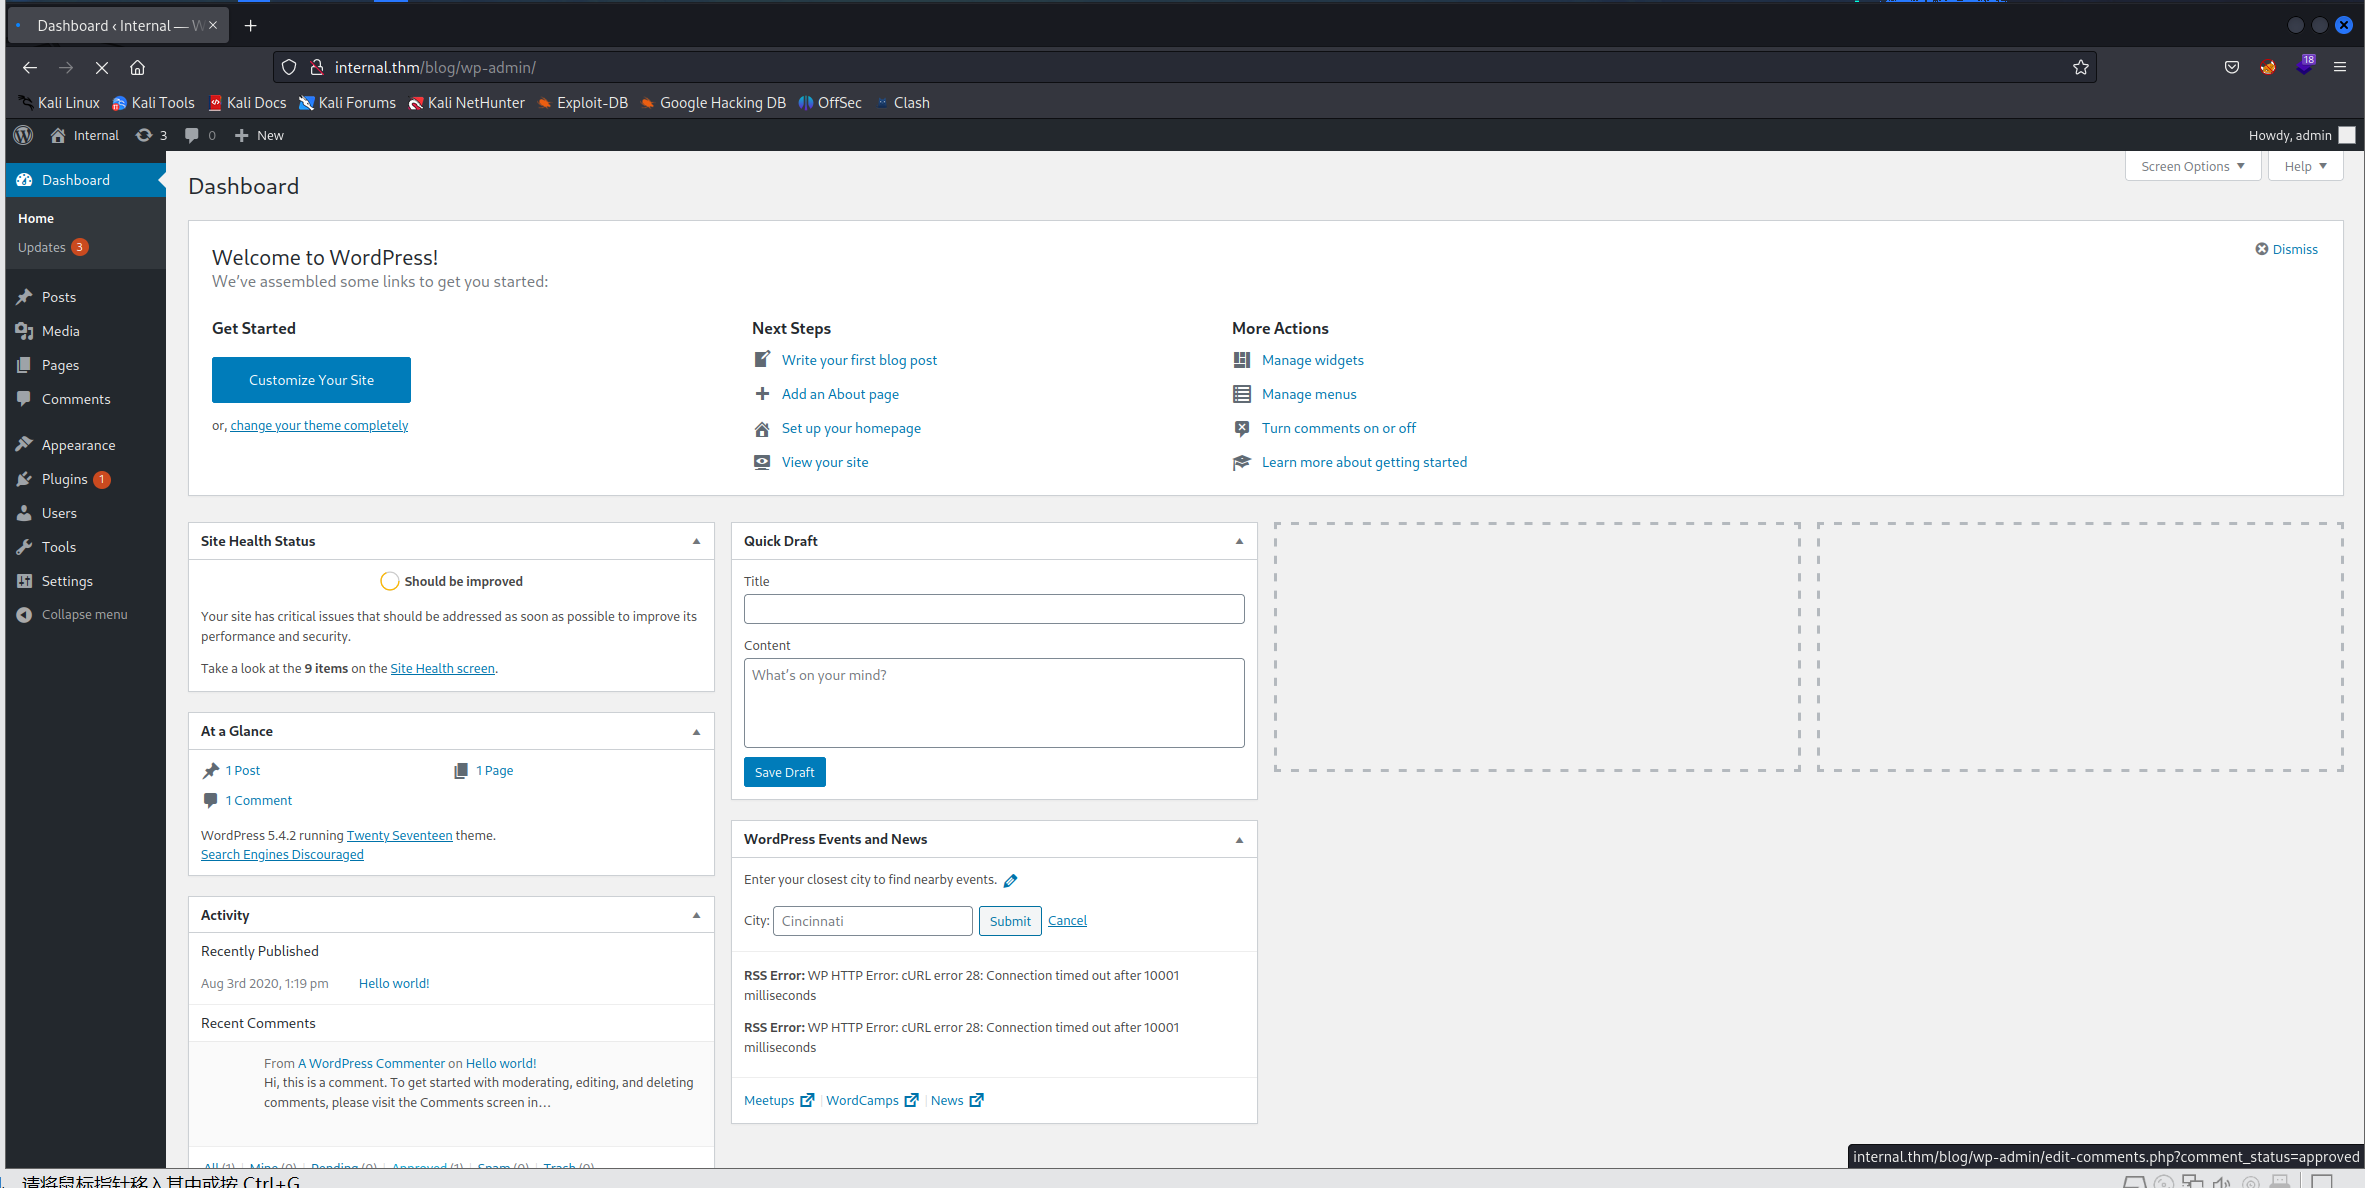 Dashboard ‹ Internal — W
internal.thm/blog/wp-admin/
18
Kali Linux Kali Tools Kali Docs Kali Forums Kali NetHunter Exploit-DB Google Hacking DB OffSec Clash
Internal 3 0 New Howdy, admin
Screen Options Help
Dashboard
Home
Updates 3
Posts
Media
Pages
Comments
Appearance
Plugins 1
Users
Tools
Settings
Collapse menu
Dashboard
Welcome to WordPress!
Dismiss
We've assembled some links to get you started:
Get Started
Customize Your Site
or, change your theme completely
Next Steps
Write your first blog post
Add an About page
Set up your homepage
View your site
More Actions
Manage widgets
Manage menus
Turn comments on or off
Learn more about getting started
Site Health Status
Should be improved
Your site has critical issues that should be addressed as soon as possible to improve its
performance and security.
Take a look at the 9 items on the Site Health screen.
At a Glance
1 Post 1 Page
1 Comment
WordPress 5.4.2 running Twenty Seventeen theme.
Search Engines Discouraged
Activity
Recently Published
Aug 3rd 2020, 1:19 pm Hello world!
Recent Comments
From A WordPress Commenter on Hello world!
Hi, this is a comment. To get started with moderating, editing, and deleting
comments, please visit the Comments screen in…
All (1) | Mine (0) | Pending (0) | Approved (1) | Spam (0) | Trash (0)
Quick Draft
Title
Content
What's on your mind?
Save Draft
WordPress Events and News
Enter your closest city to find nearby events.
City: Cincinnati Submit Cancel
RSS Error: WP HTTP Error: cURL error 28: Connection timed out after 10001
milliseconds
RSS Error: WP HTTP Error: cURL error 28: Connection timed out after 10001
milliseconds
Meetups | WordCamps | News
internal.thm/blog/wp-admin/edit-comments.php?comment_status=approved
请将鼠标指针移入其中或按 Ctrl+G